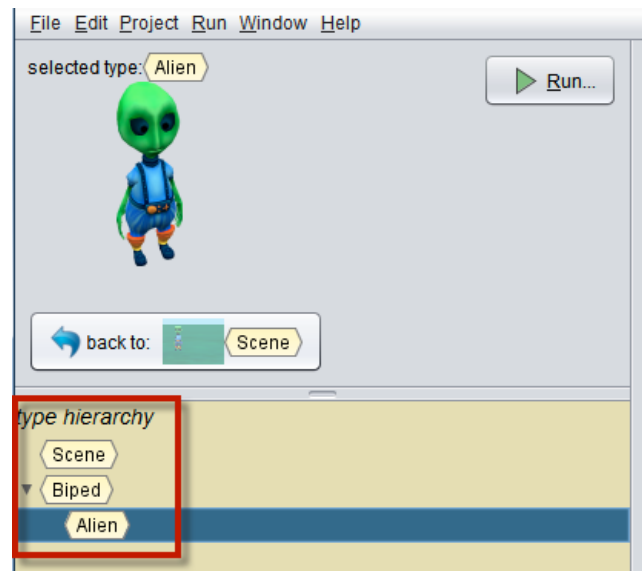 File Edit Project Run Window Help
selected type: Alien
Run...
back to: Scene
type hierarchy
Scene
Biped
Alien